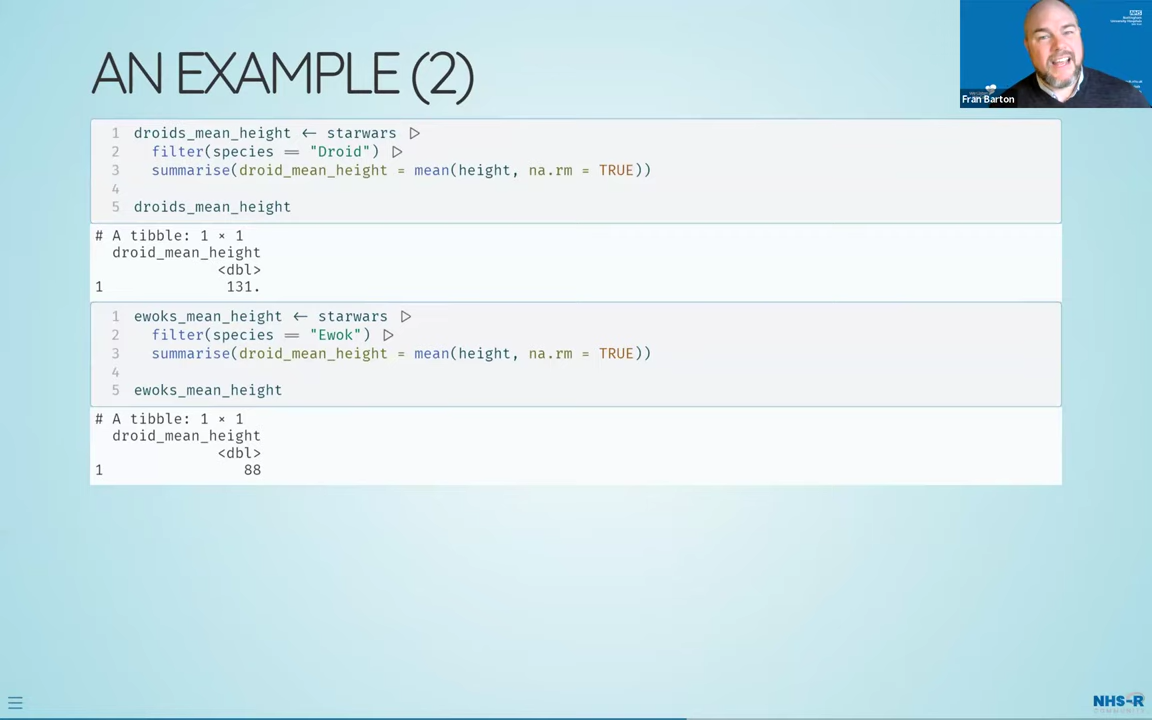 AN EXAMPLE (2)
1 droids_mean_height <- starwars |>
2 filter(species == "Droid") |>
3 summarise(droid_mean_height = mean(height, na.rm = TRUE))
4
5 droids_mean_height
# A tibble: 1 × 1
droid_mean_height
<dbl>
1 131.
1 ewoks_mean_height <- starwars |>
2 filter(species == "Ewok") |>
3 summarise(droid_mean_height = mean(height, na.rm = TRUE))
4
5 ewoks_mean_height
# A tibble: 1 × 1
droid_mean_height
<dbl>
1 88
NHS
Fran Barton
NHS-R
COMMUNITY